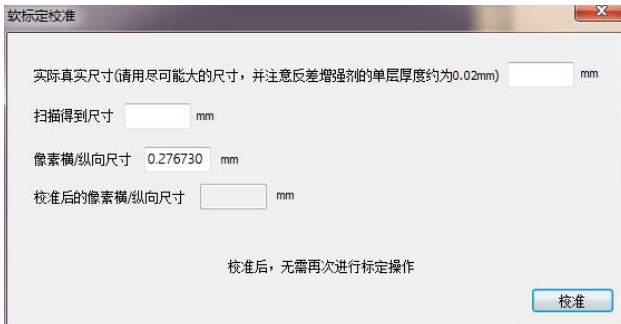 软标定校准
实际真实尺寸(请用尽可能大的尺寸，并注意反差增强剂的单层厚度约为0.02mm) mm
扫描得到尺寸 mm
像素横/纵向尺寸 0.276730 mm
校准后的像素横/纵向尺寸 mm
校准后，无需再次进行标定操作
校准